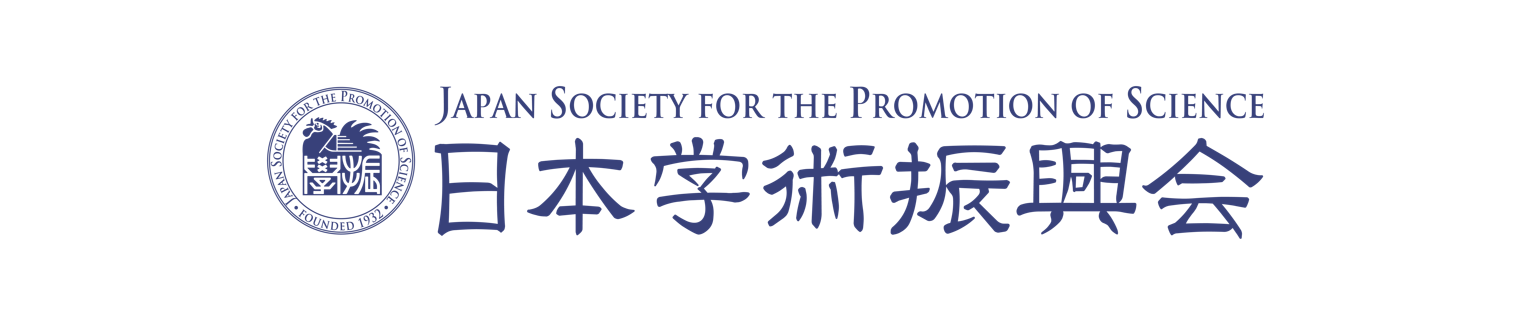 JAPAN SOCIETY FOR THE PROMOTION OF SCIENCE
• FOUNDED 1932 •
學振
JAPAN SOCIETY FOR THE PROMOTION OF SCIENCE
日本学術振興会